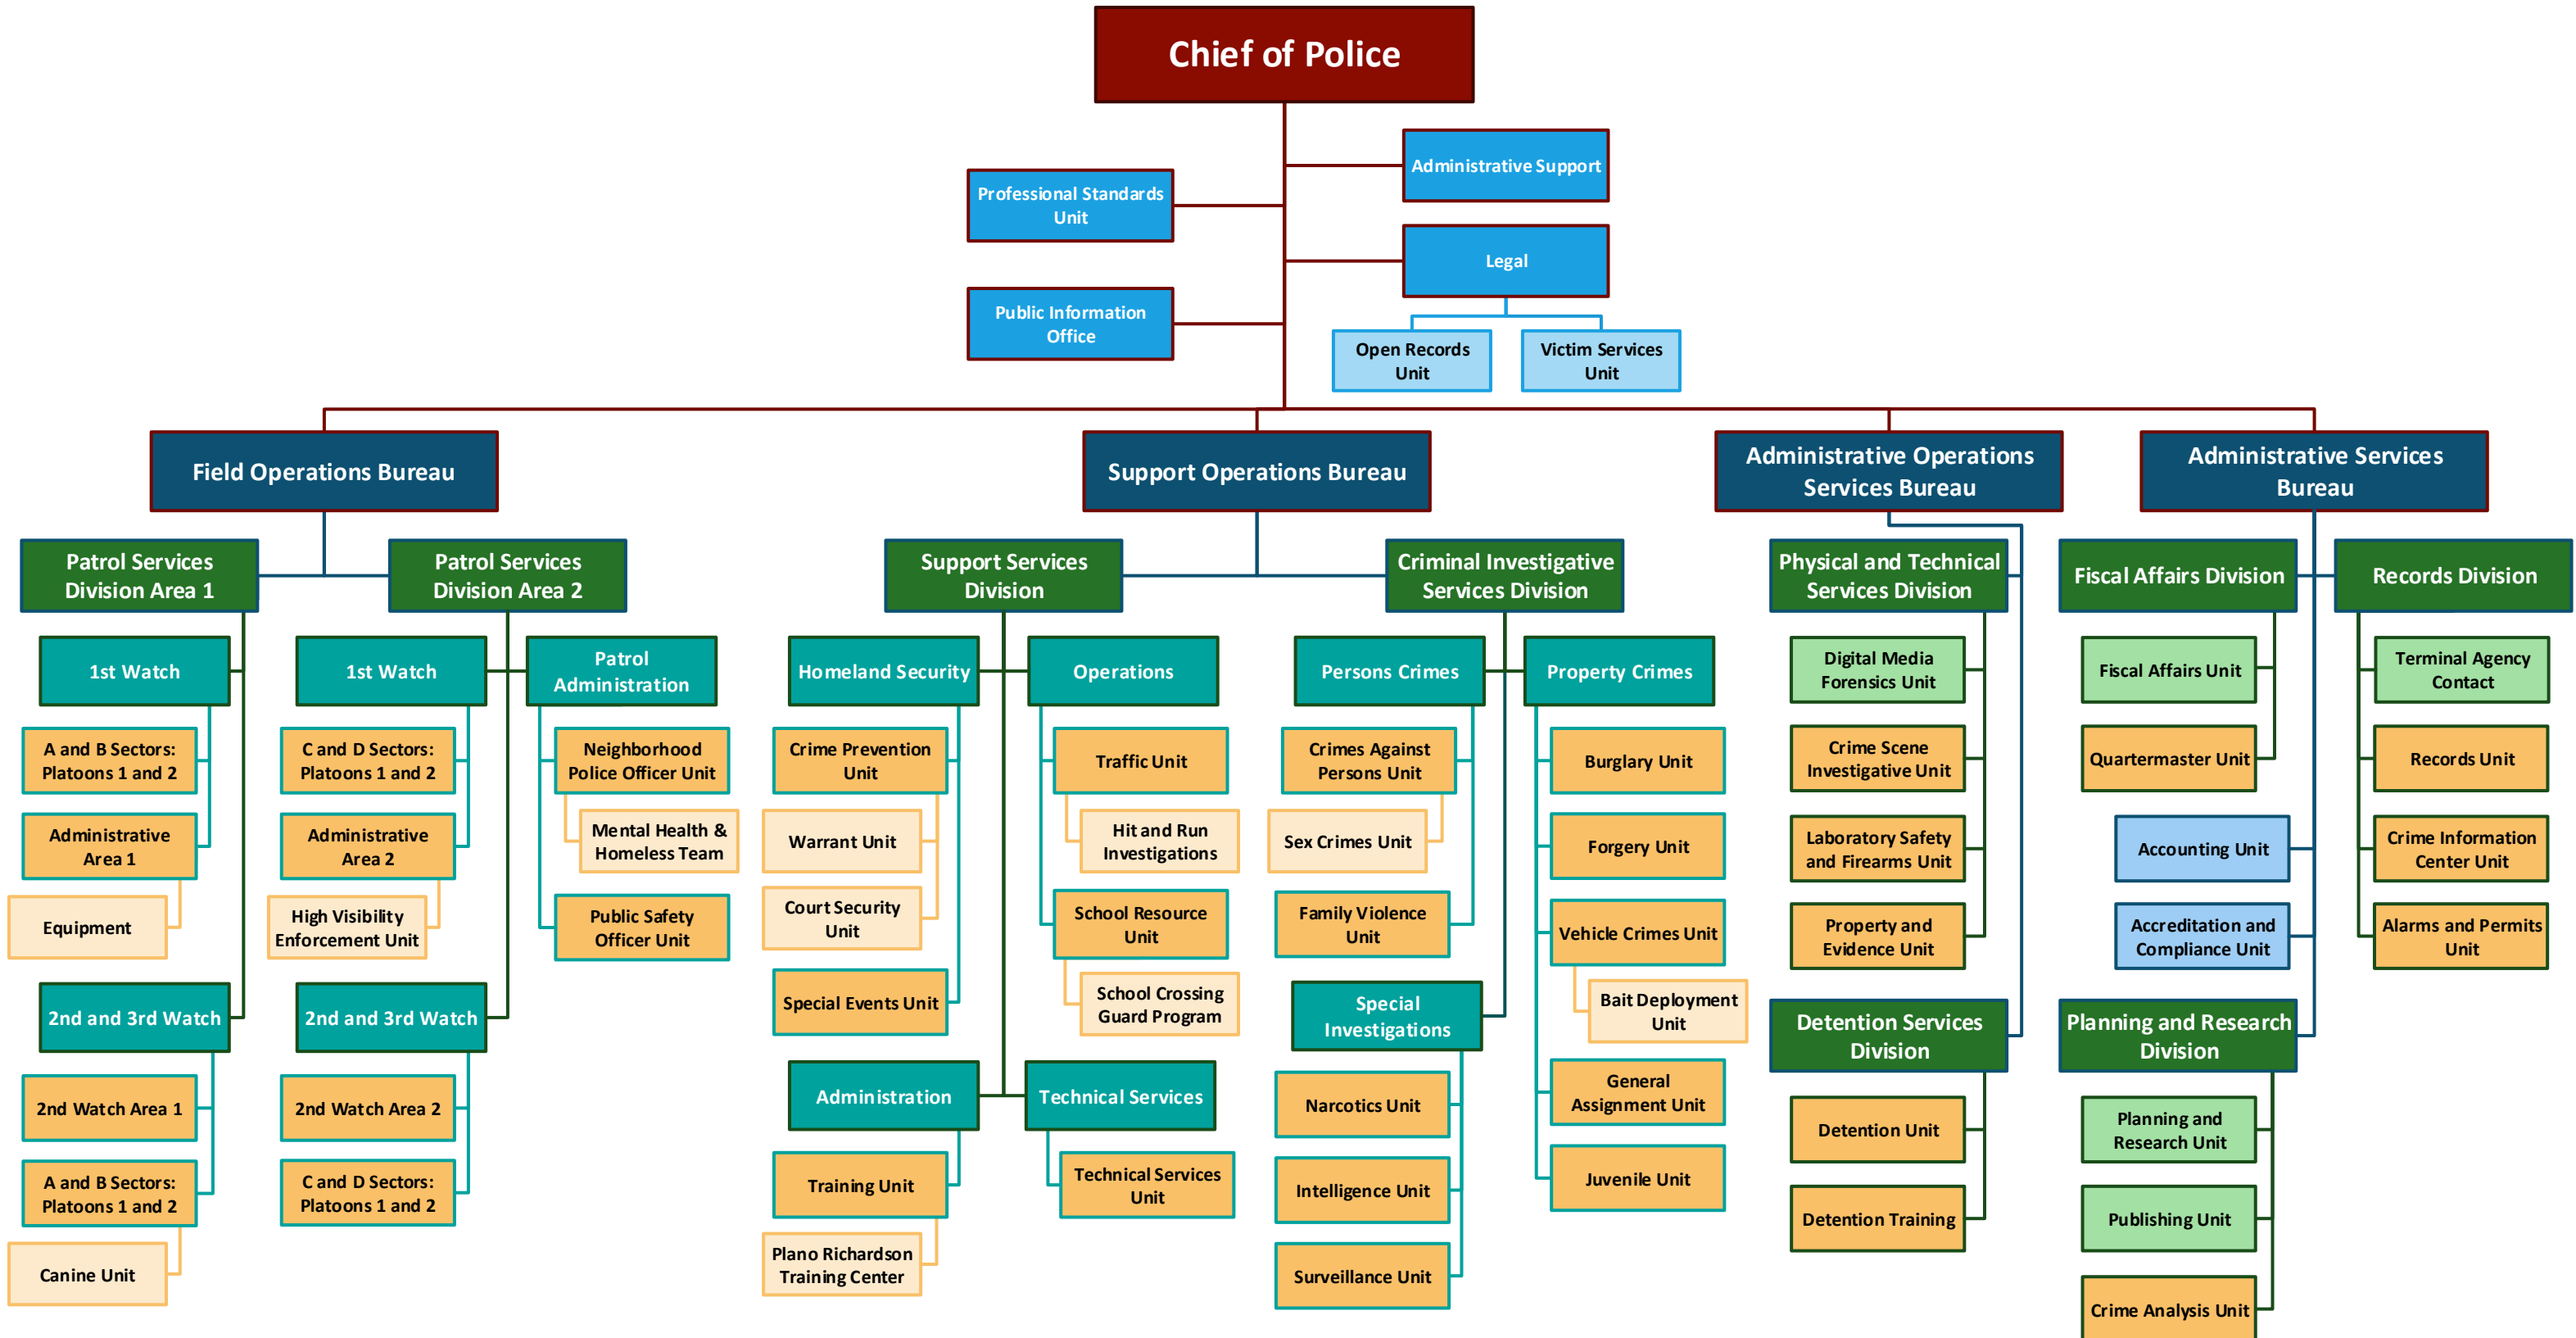 Chief of Police
Administrative Support
Professional Standards
Unit
Legal
Public Information
Office
Open Records
Unit
Victim Services
Unit
Field Operations Bureau
Support Operations Bureau
Administrative Operations
Services Bureau
Administrative Services
Bureau
Patrol Services
Division Area 1
Patrol Services
Division Area 2
Support Services
Division
Criminal Investigative
Services Division
Physical and Technical
Services Division
Fiscal Affairs Division
Records Division
1st Watch
A and B Sectors:
Platoons 1 and 2
Administrative
Area 1
Equipment
2nd and 3rd Watch
2nd Watch Area 1
A and B Sectors:
Platoons 1 and 2
Canine Unit
1st Watch
C and D Sectors:
Platoons 1 and 2
Administrative
Area 2
High Visibility
Enforcement Unit
2nd and 3rd Watch
2nd Watch Area 2
C and D Sectors:
Platoons 1 and 2
Patrol
Administration
Neighborhood
Police Officer Unit
Mental Health &
Homeless Team
Public Safety
Officer Unit
Homeland Security
Crime Prevention
Unit
Warrant Unit
Court Security
Unit
Special Events Unit
Administration
Training Unit
Plano Richardson
Training Center
Operations
Traffic Unit
Hit and Run
Investigations
School Resource
Unit
School Crossing
Guard Program
Technical Services
Technical Services
Unit
Persons Crimes
Crimes Against
Persons Unit
Sex Crimes Unit
Family Violence
Unit
Special
Investigations
Narcotics Unit
Intelligence Unit
Surveillance Unit
Property Crimes
Burglary Unit
Forgery Unit
Vehicle Crimes Unit
Bait Deployment
Unit
General
Assignment Unit
Juvenile Unit
Digital Media
Forensics Unit
Crime Scene
Investigative Unit
Laboratory Safety
and Firearms Unit
Property and
Evidence Unit
Detention Services
Division
Detention Unit
Detention Training
Fiscal Affairs Unit
Quartermaster Unit
Accounting Unit
Accreditation and
Compliance Unit
Planning and Research
Division
Planning and
Research Unit
Publishing Unit
Crime Analysis Unit
Terminal Agency
Contact
Records Unit
Crime Information
Center Unit
Alarms and Permits
Unit